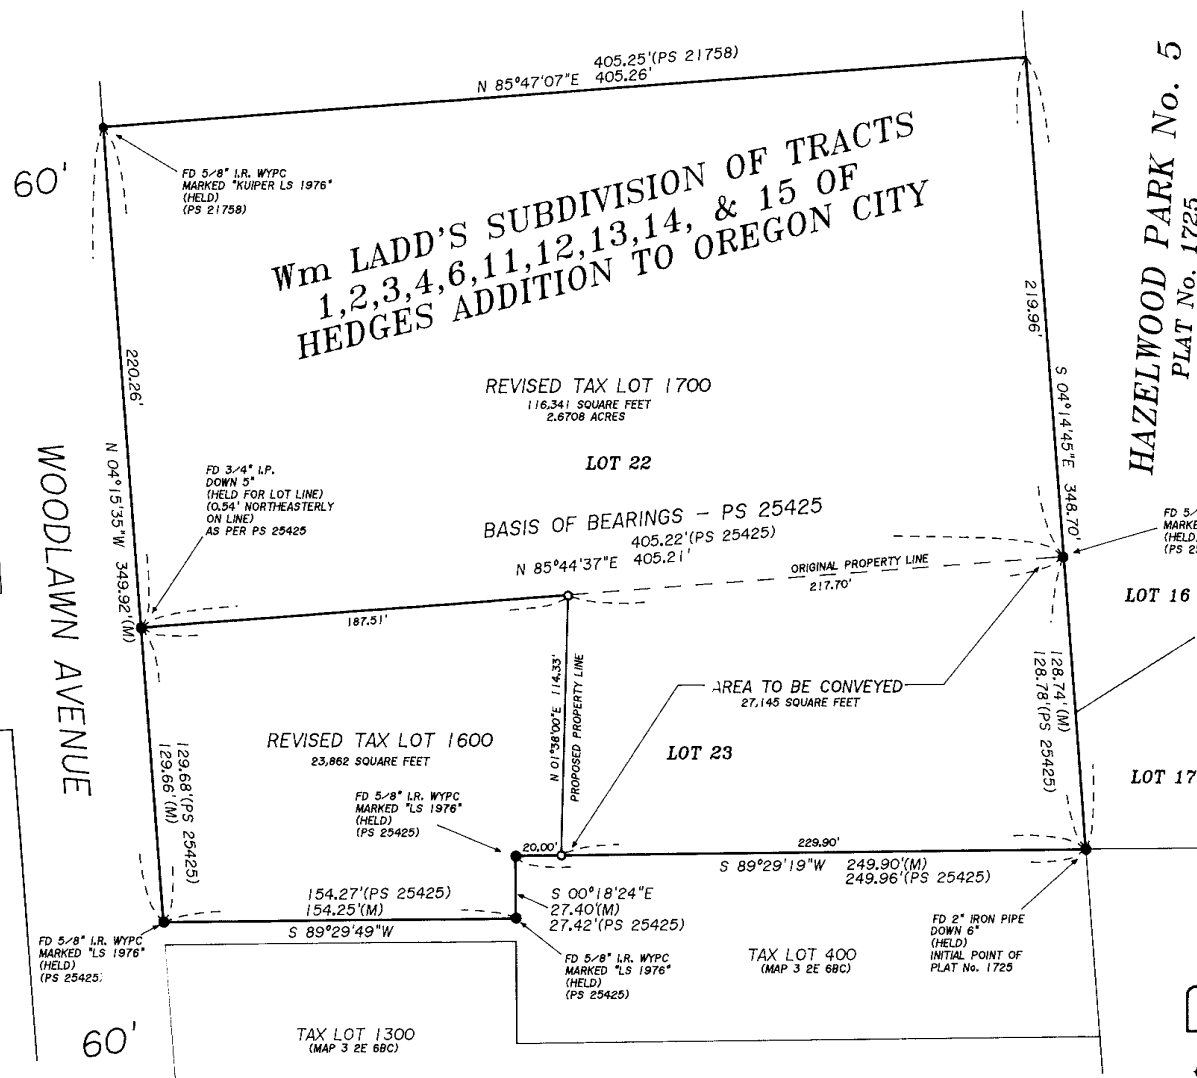 405.25'(PS 21758)
N 85°47'07"E 405.26'
60'
FD 5/8" I.R. WYPC
MARKED "KUIPER LS 1976"
(HELD)
(PS 21758)
Wm LADD'S SUBDIVISION OF TRACTS
1,2,3,4,6,11,12,13,14, & 15 OF
HEDGES ADDITION TO OREGON CITY
HAZELWOOD PARK No. 5
PLAT No. 1725
219.96'
S 04°14'45"E 348.70'
220.26'
N 04°15'35"W 349.92'(M)
REVISED TAX LOT 1700
116,341 SQUARE FEET
2.6708 ACRES
LOT 22
WOODLAWN AVENUE
FD 3/4" I.P.
DOWN 5"
(HELD FOR LOT LINE)
(0.54' NORTHEASTERLY
ON LINE)
AS PER PS 25425
BASIS OF BEARINGS - PS 25425
405.22'(PS 25425)
N 85°44'37"E 405.21'
ORIGINAL PROPERTY LINE
217.70'
FD 5/
MARKE
(HELD
(PS 2
LOT 16
187.51'
N 01°38'00"E 114.33'
PROPOSED PROPERTY LINE
AREA TO BE CONVEYED
27,145 SQUARE FEET
128.74'(M)
128.78'(PS 25425)
REVISED TAX LOT 1600
23,862 SQUARE FEET
LOT 23
LOT 17
129.68'(PS 25425)
129.66'(M)
FD 5/8" I.R. WYPC
MARKED "LS 1976"
(HELD)
(PS 25425)
20.00'
229.90'
S 89°29'19"W 249.90'(M)
249.96'(PS 25425)
154.27'(PS 25425)
154.25'(M)
S 89°29'49"W
S 00°18'24"E
27.40'(M)
27.42'(PS 25425)
FD 5/8" I.R. WYPC
MARKED "LS 1976"
(HELD)
(PS 25425)
FD 5/8" I.R. WYPC
MARKED "LS 1976"
(HELD)
(PS 25425)
TAX LOT 400
(MAP 3 2E 6BC)
FD 2" IRON PIPE
DOWN 6"
(HELD)
INITIAL POINT OF
PLAT No. 1725
60'
TAX LOT 1300
(MAP 3 2E 6BC)